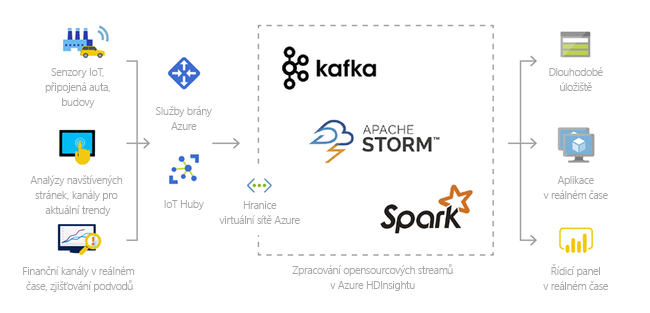 Senzory IoT,
připojená auta,
budovy
Analýzy navštívených
stránek, kanály pro
aktuální trendy
Finanční kanály v reálném
čase, zjišťování podvodů
Služby brány
Azure
IoT Huby
Hranice
virtuální sítě Azure
kafka
APACHE
STORM™
Spark
Zpracování opensourcových streamů
v Azure HDInsightu
Dlouhodobé
úložiště
Aplikace
v reálném čase
Řídicí panel
v reálném čase